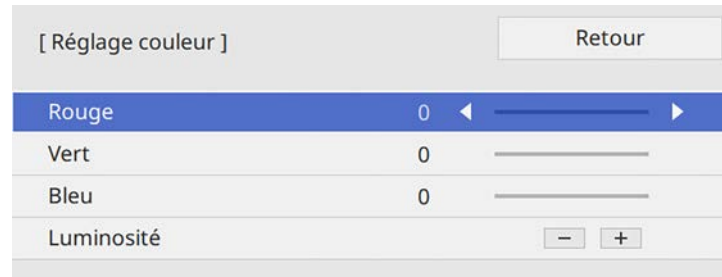 [ Réglage couleur ]
Retour
Rouge 0
Vert 0
Bleu 0
Luminosité − +